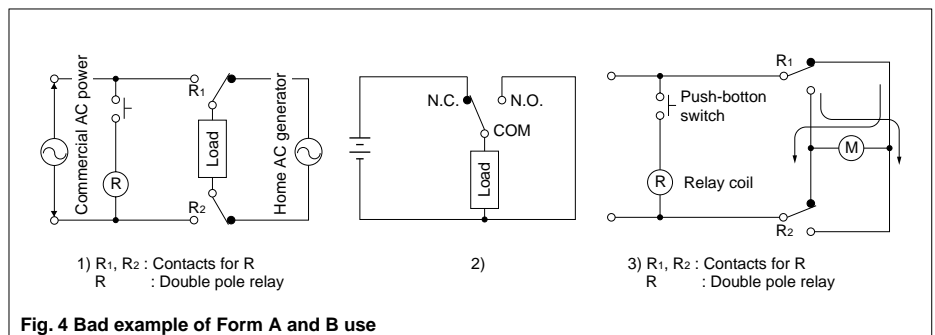 Commercial AC power
R
R1
R2
Load
Home AC generator
1) R1, R2 : Contacts for R
R : Double pole relay
N.C.
N.O.
COM
Load
2)
R1
Push-botton
switch
M
R
Relay coil
R2
3) R1, R2 : Contacts for R
R : Double pole relay
Fig. 4 Bad example of Form A and B use